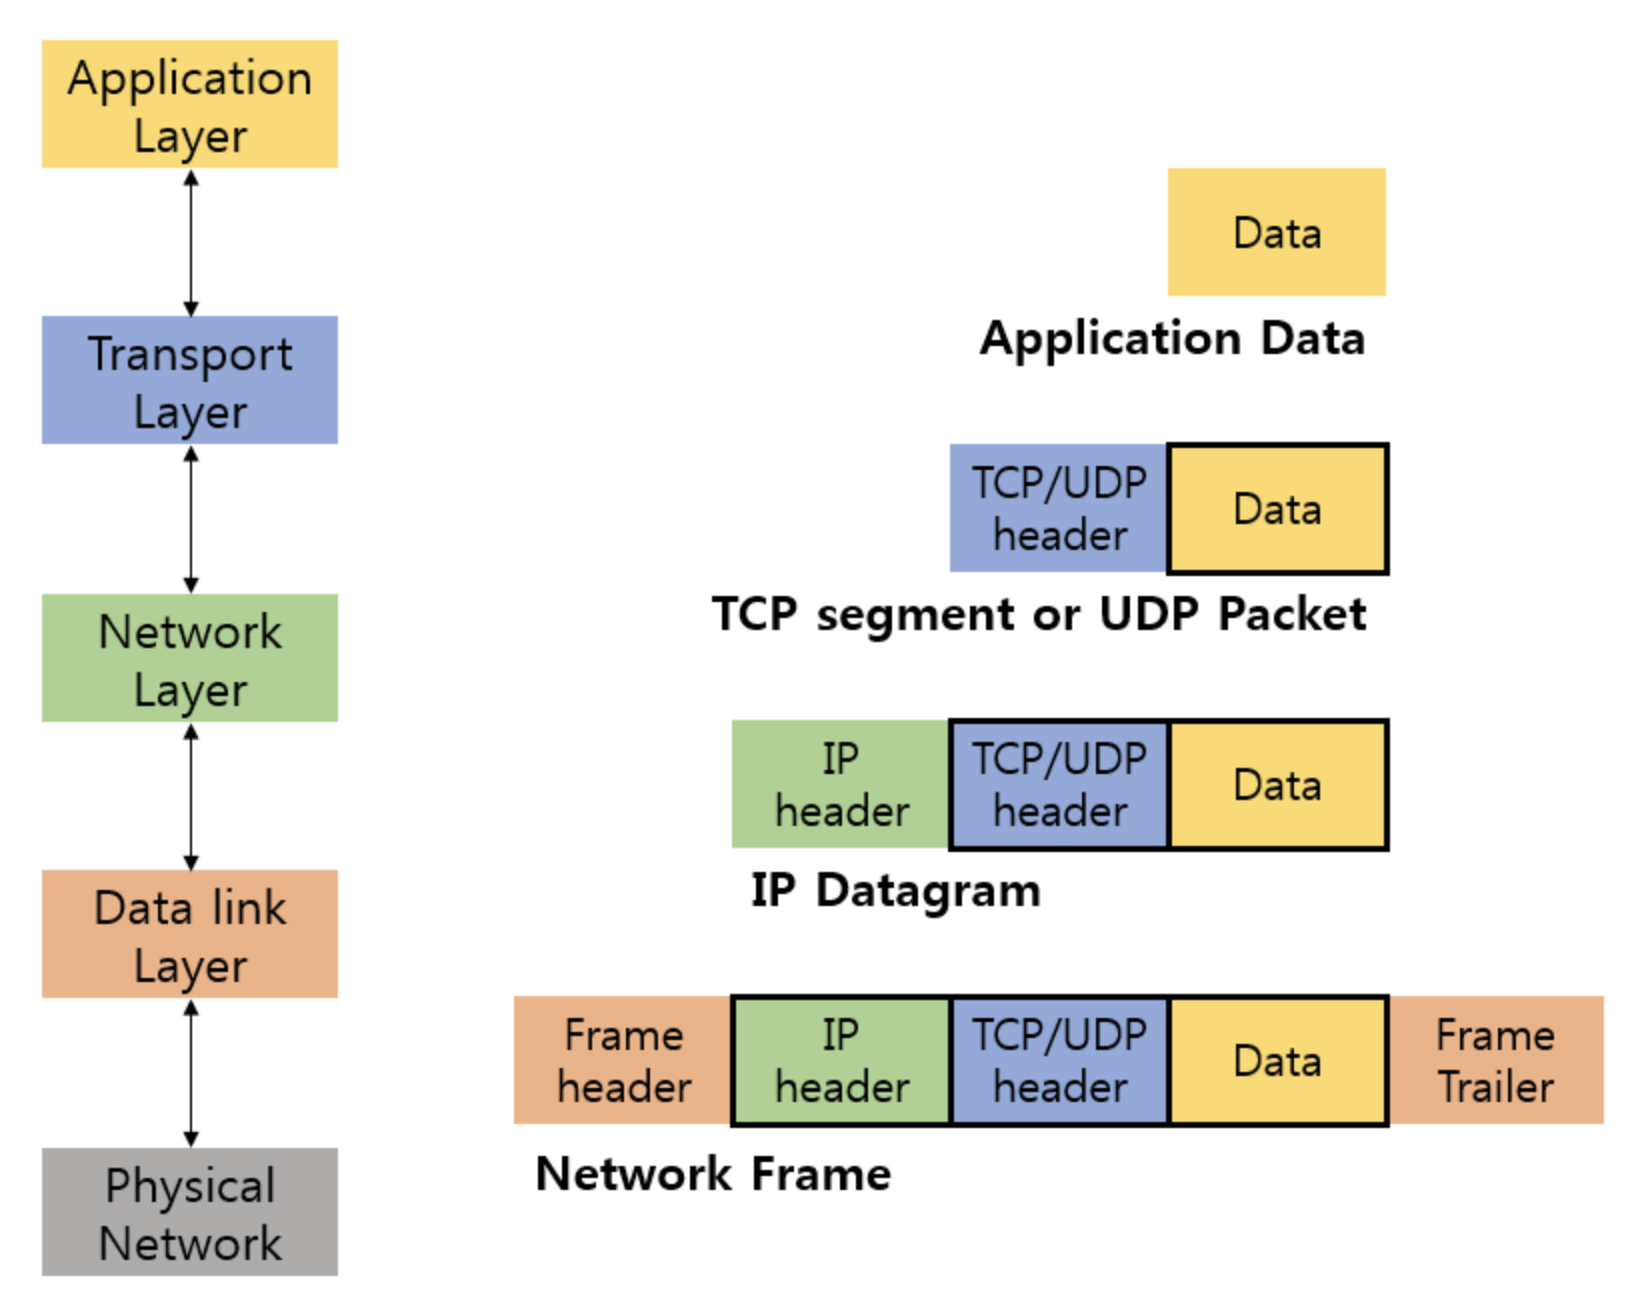 Application
Layer
Data
Application Data
Transport
Layer
TCP/UDP
header
Data
TCP segment or UDP Packet
Network
Layer
IP
header
TCP/UDP
header
Data
IP Datagram
Data link
Layer
Frame
header
IP
header
TCP/UDP
header
Data
Frame
Trailer
Network Frame
Physical
Network